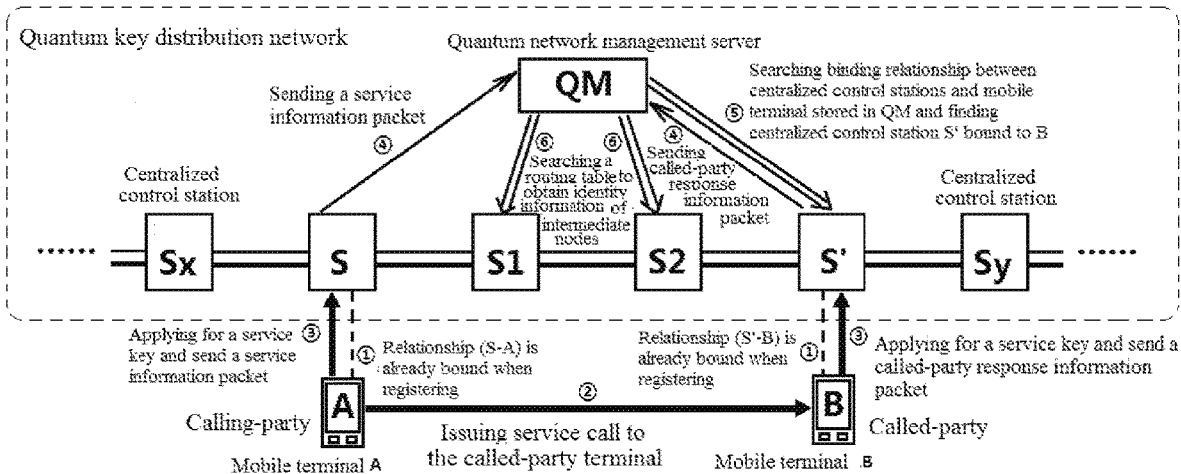 Quantum key distribution network
Quantum network management server
QM
Sending a service
information packet
④
Searching binding relationship between
centralized control stations and mobile
⑤ terminal stored in QM and finding
centralized control station S' bound to B
⑥
Searching a
routing table to
obtain identity
information of
intermediate
nodes
⑥
④
Sending
called-party
response
information
packet
Centralized
control station
Centralized
control station
......
Sx
S
S1
S2
S'
Sy
......
Applying for a service ③
key and send a service
information packet
① Relationship (S-A) is
already bound when
registering
Relationship (S'-B) is
already bound when ①
registering
③ Applying for a service key and send a
called-party response information
packet
A
②
B
Calling-party
Issuing service call to
the called-party terminal
Called-party
Mobile terminal A
Mobile terminal .B